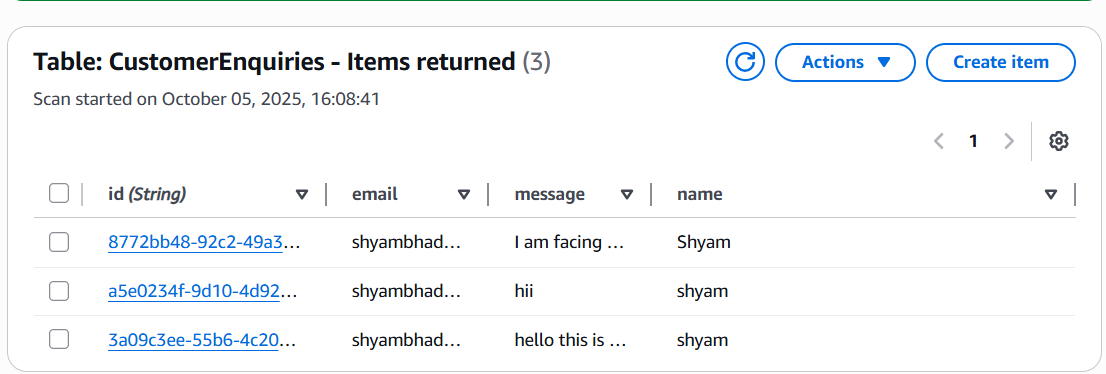 Table: CustomerEnquiries - Items returned (3)
Actions
Create item
Scan started on October 05, 2025, 16:08:41
1
id (String) email message name
8772bb48-92c2-49a3... shyambhad... I am facing ... Shyam
a5e0234f-9d10-4d92... shyambhad... hii shyam
3a09c3ee-55b6-4c20... shyambhad... hello this is ... shyam